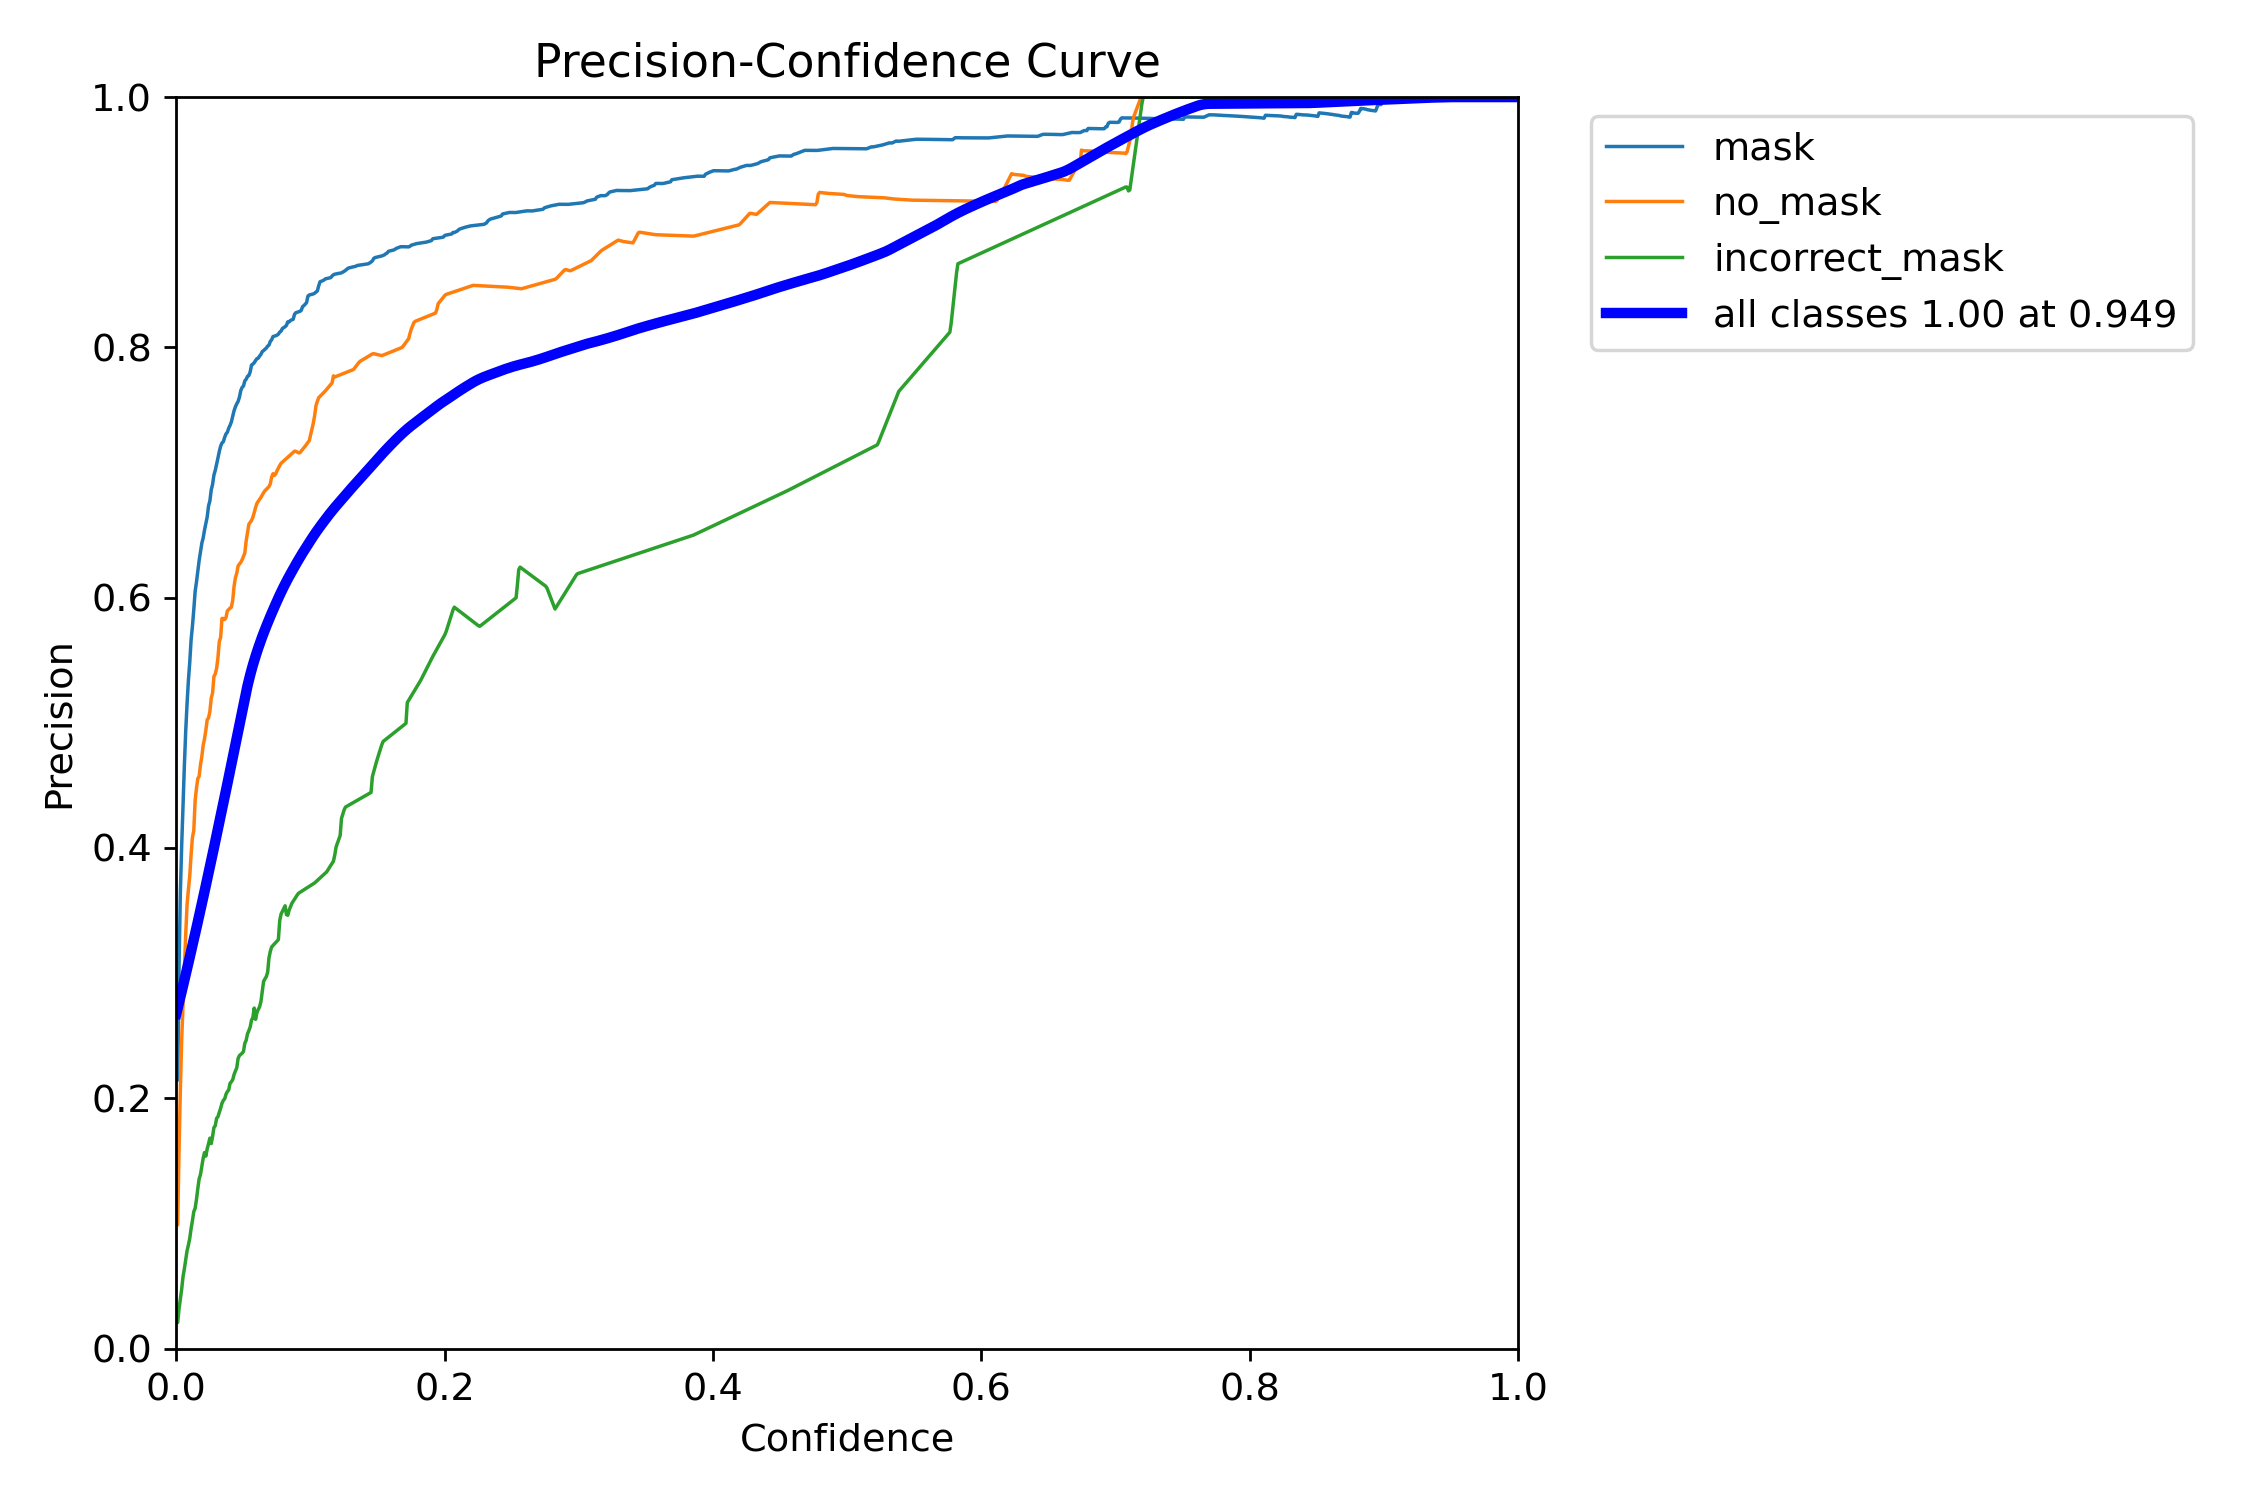 Precision-Confidence Curve
1.0
0.8
0.6
0.4
0.2
0.0
Precision
0.0 0.2 0.4 0.6 0.8 1.0
Confidence
mask
no_mask
incorrect_mask
all classes 1.00 at 0.949